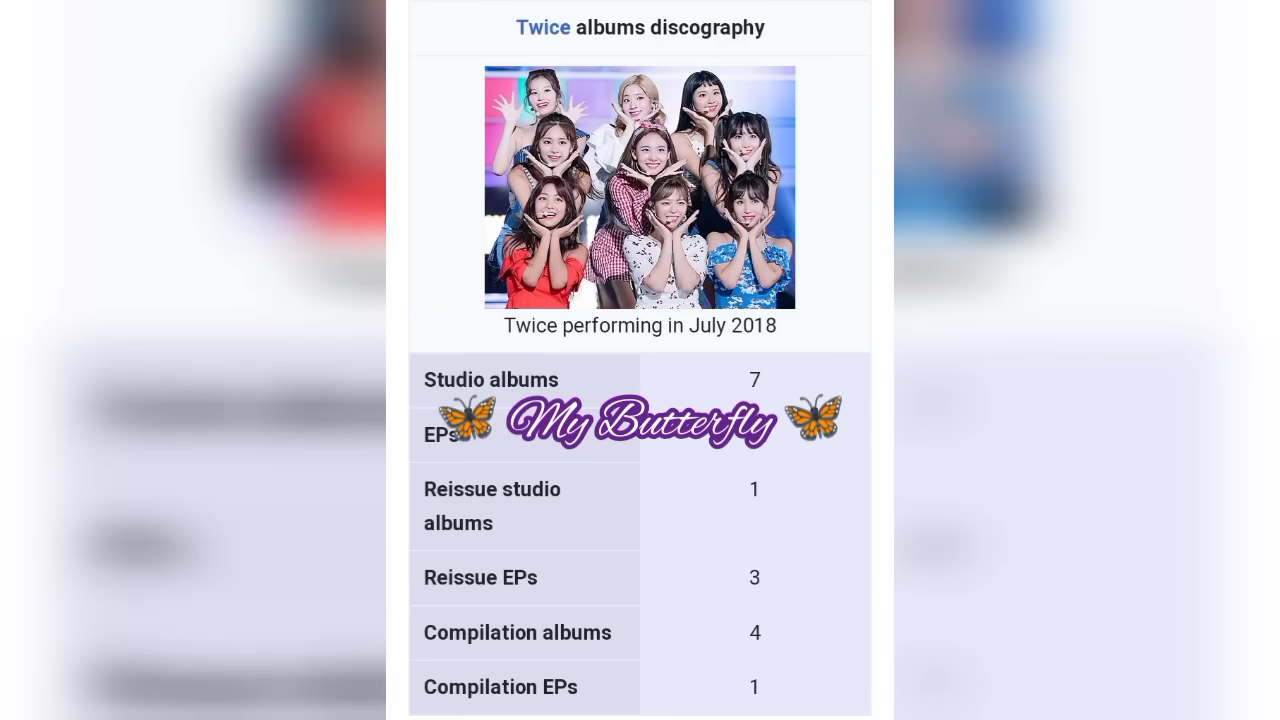 Twice albums discography
Twice performing in July 2018
Studio albums 7
My Butterfly
EPs
Reissue studio 1
albums
Reissue EPs 3
Compilation albums 4
Compilation EPs 1